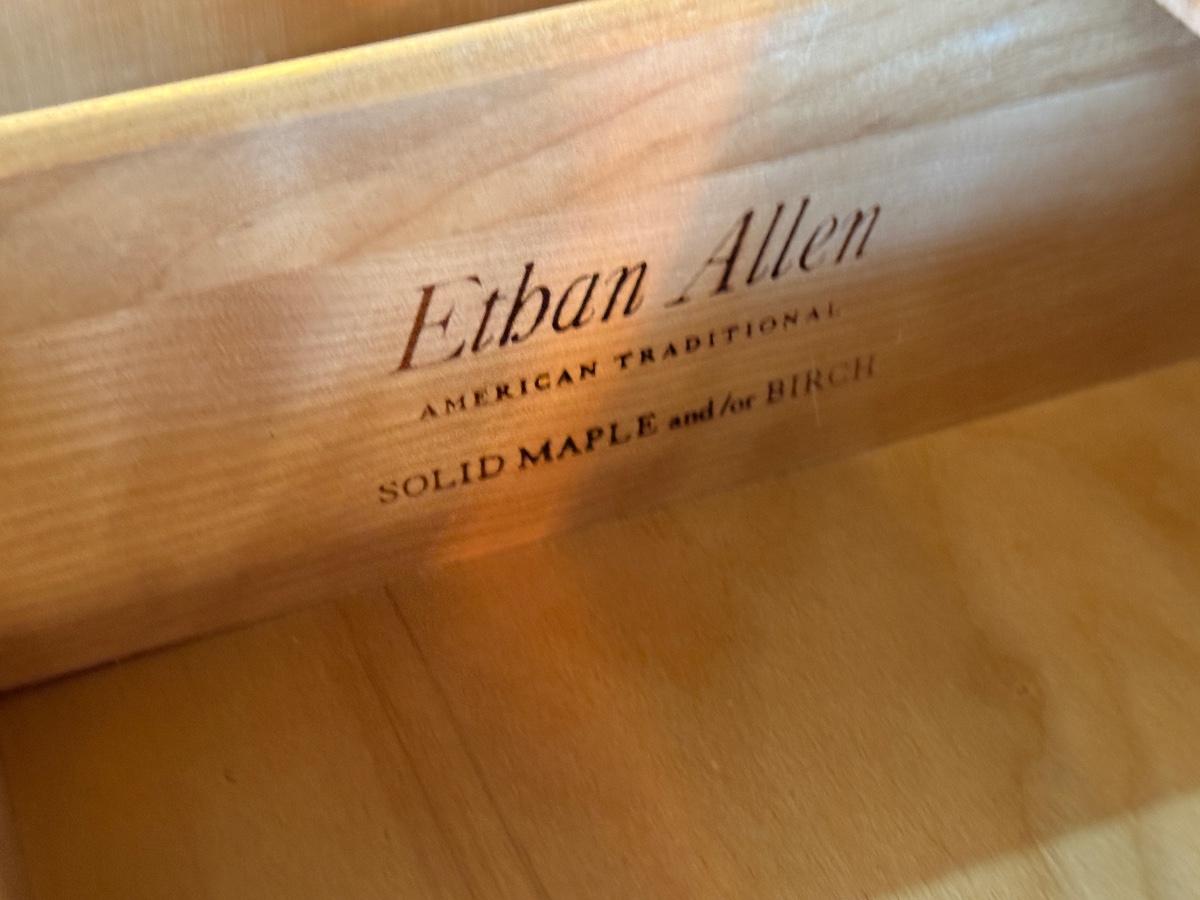 Ethan Allen
AMERICAN TRADITIONAL
SOLID MAPLE and/or BIRCH